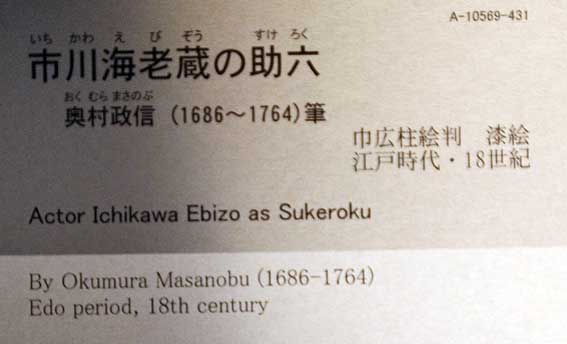 A-10569-431
いちかわえびぞう すけろく
市川海老蔵の助六
おくむらまさのぶ
奥村政信 (1686〜1764)筆
巾広柱絵判 漆絵
江戸時代・18世紀
Actor Ichikawa Ebizo as Sukeroku
By Okumura Masanobu (1686-1764)
Edo period, 18th century